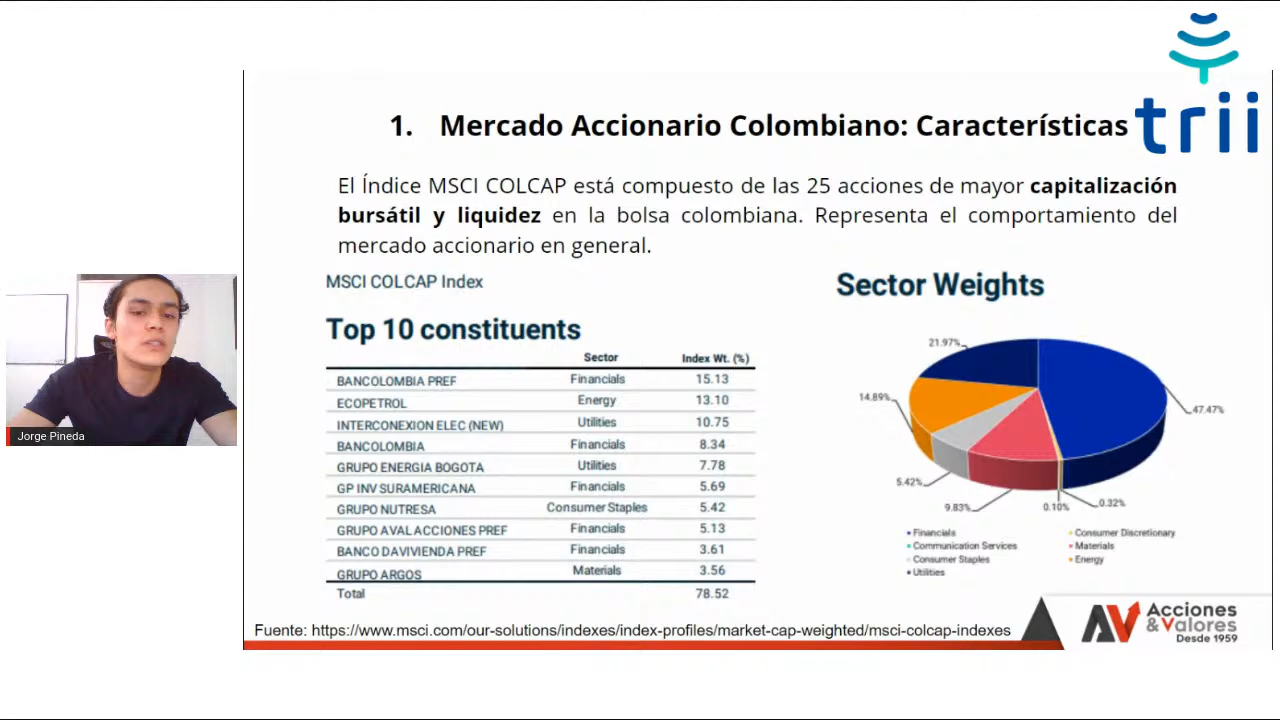 trii
1. Mercado Accionario Colombiano: Características
El Índice MSCI COLCAP está compuesto de las 25 acciones de mayor capitalización
bursátil y liquidez en la bolsa colombiana. Representa el comportamiento del
mercado accionario en general.
MSCI COLCAP Index
Top 10 constituents
Sector Index Wt. (%)
BANCOLOMBIA PREF Financials 15.13
ECOPETROL Energy 13.10
INTERCONEXION ELEC (NEW) Utilities 10.75
BANCOLOMBIA Financials 8.34
GRUPO ENERGIA BOGOTA Utilities 7.78
GP INV SURAMERICANA Financials 5.69
GRUPO NUTRESA Consumer Staples 5.42
GRUPO AVAL ACCIONES PREF Financials 5.13
BANCO DAVIVIENDA PREF Financials 3.61
GRUPO ARGOS Materials 3.56
Total 78.52
Sector Weights
21.97%
14.89%
47.47%
5.42%
9.83%
0.10%
0.32%
Financials Consumer Discretionary
Communication Services Materials
Consumer Staples Energy
Utilities
Jorge Pineda
Fuente: https://www.msci.com/our-solutions/indexes/index-profiles/market-cap-weighted/msci-colcap-indexes
AV Acciones
&Valores
Desde 1959